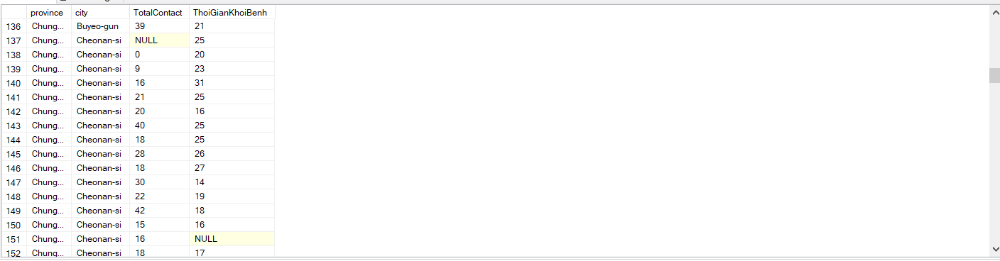 province city TotalContact ThoiGianKhoiBenh
136 Chung... Buyeo-gun 39 21
137 Chung... Cheonan-si NULL 25
138 Chung... Cheonan-si 0 20
139 Chung... Cheonan-si 9 23
140 Chung... Cheonan-si 16 31
141 Chung... Cheonan-si 21 25
142 Chung... Cheonan-si 20 16
143 Chung... Cheonan-si 40 25
144 Chung... Cheonan-si 18 25
145 Chung... Cheonan-si 28 26
146 Chung... Cheonan-si 18 27
147 Chung... Cheonan-si 30 14
148 Chung... Cheonan-si 22 19
149 Chung... Cheonan-si 42 18
150 Chung... Cheonan-si 15 16
151 Chung... Cheonan-si 16 NULL
152 Chung... Cheonan-si 18 17